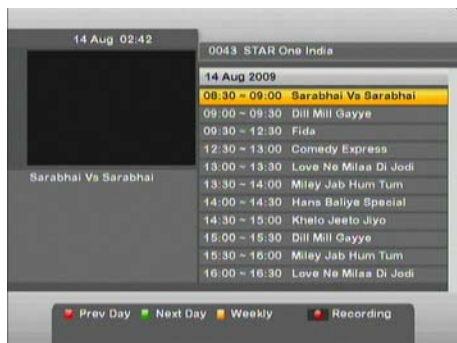 14 Aug 02:42
0043 STAR One India
14 Aug 2009
08:30 ~ 09:00 Sarabhai Vs Sarabhai
09:00 ~ 09:30 Dill Mill Gayye
09:30 ~ 12:30 Fida
12:30 ~ 13:00 Comedy Express
13:00 ~ 13:30 Love Ne Milaa Di Jodi
13:30 ~ 14:00 Miley Jab Hum Tum
14:00 ~ 14:30 Hans Baliye Special
14:30 ~ 15:00 Khelo Jeeto Jiyo
15:00 ~ 15:30 Dill Mill Gayye
15:30 ~ 16:00 Miley Jab Hum Tum
16:00 ~ 16:30 Love Ne Milaa Di Jodi
Sarabhai Vs Sarabhai
Prev Day Next Day Weekly Recording